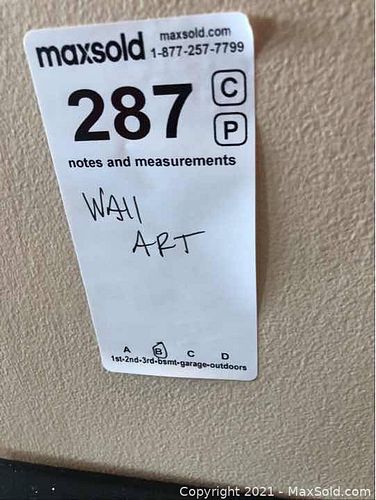 maxsold
maxsold.com
1-877-257-7799
287
C
P
notes and measurements
WAll
ART
A B C D
1st-2nd-3rd-bsmt-garage-outdoors
Copyright 2021 - MaxSold.com